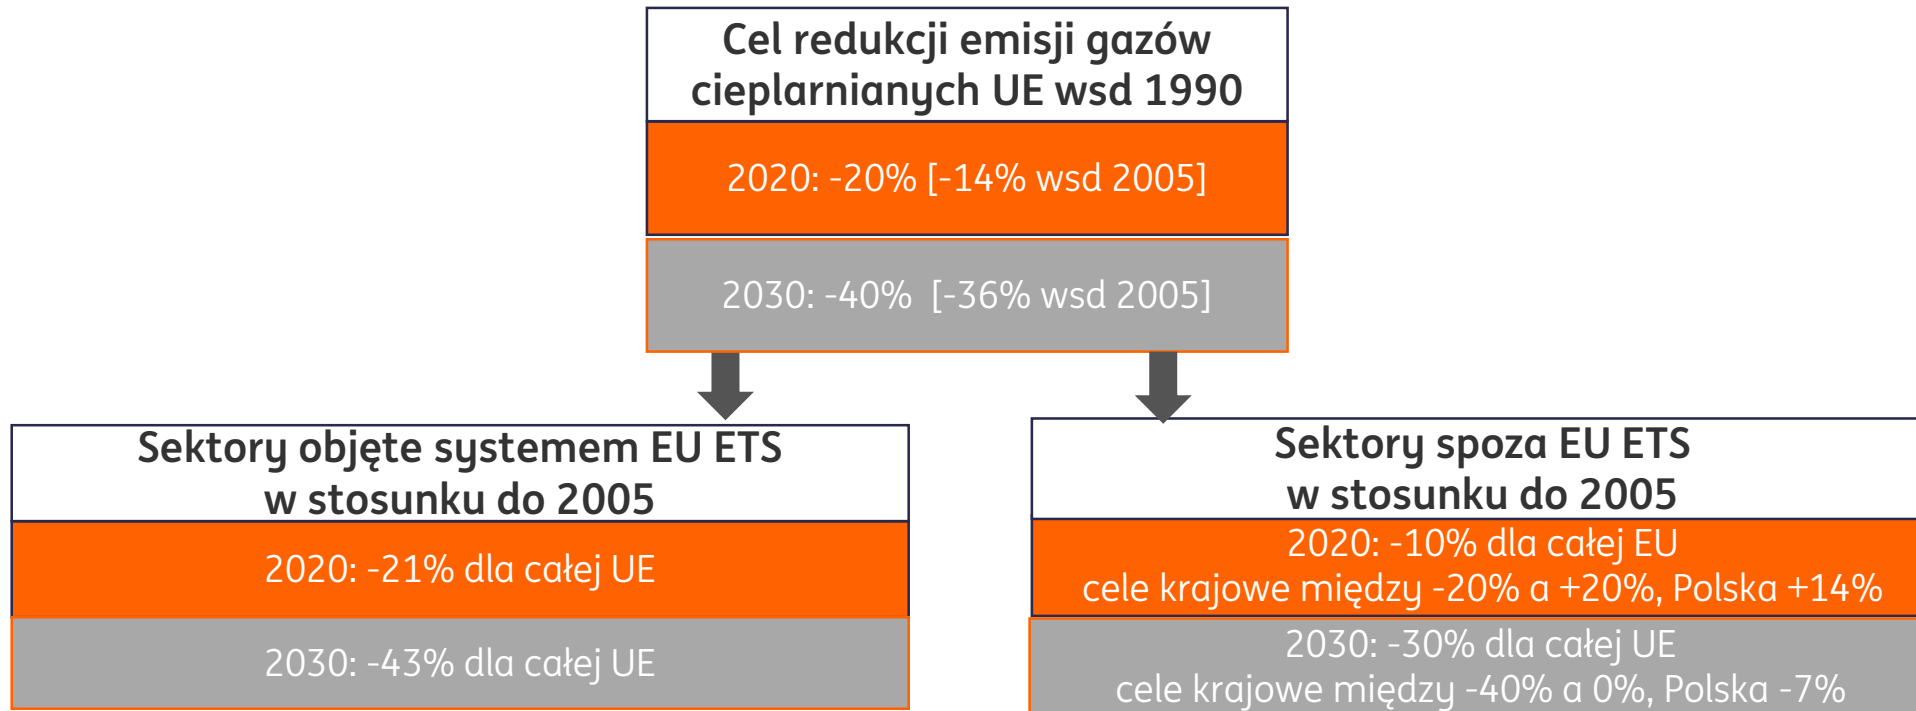 Cel redukcji emisji gazów
cieplarnianych UE wsd 1990
2020: -20% [-14% wsd 2005]
2030: -40% [-36% wsd 2005]
Sektory objęte systemem EU ETS
w stosunku do 2005
2020: -21% dla całej UE
2030: -43% dla całej UE
Sektory spoza EU ETS
w stosunku do 2005
2020: -10% dla całej EU
cele krajowe między -20% a +20%, Polska +14%
2030: -30% dla całej UE
cele krajowe między -40% a 0%, Polska -7%